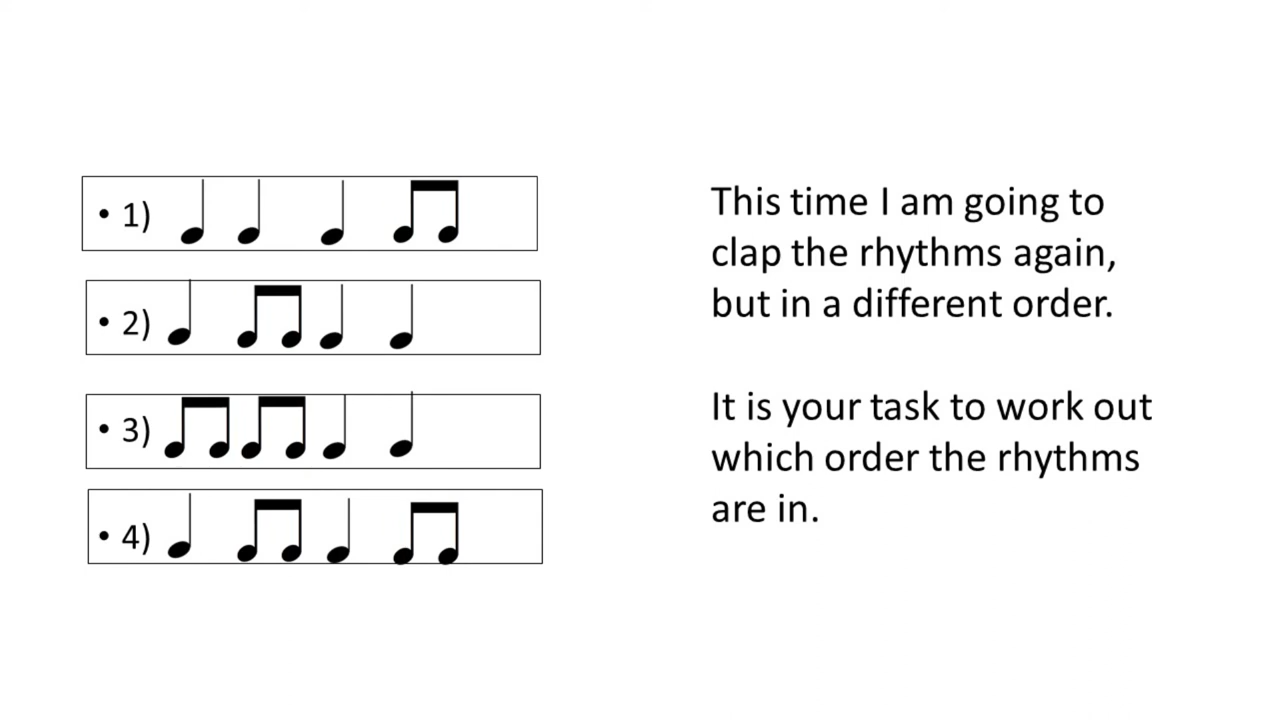 • 1)
• 2)
• 3)
• 4)
This time I am going to
clap the rhythms again,
but in a different order.
It is your task to work out
which order the rhythms
are in.